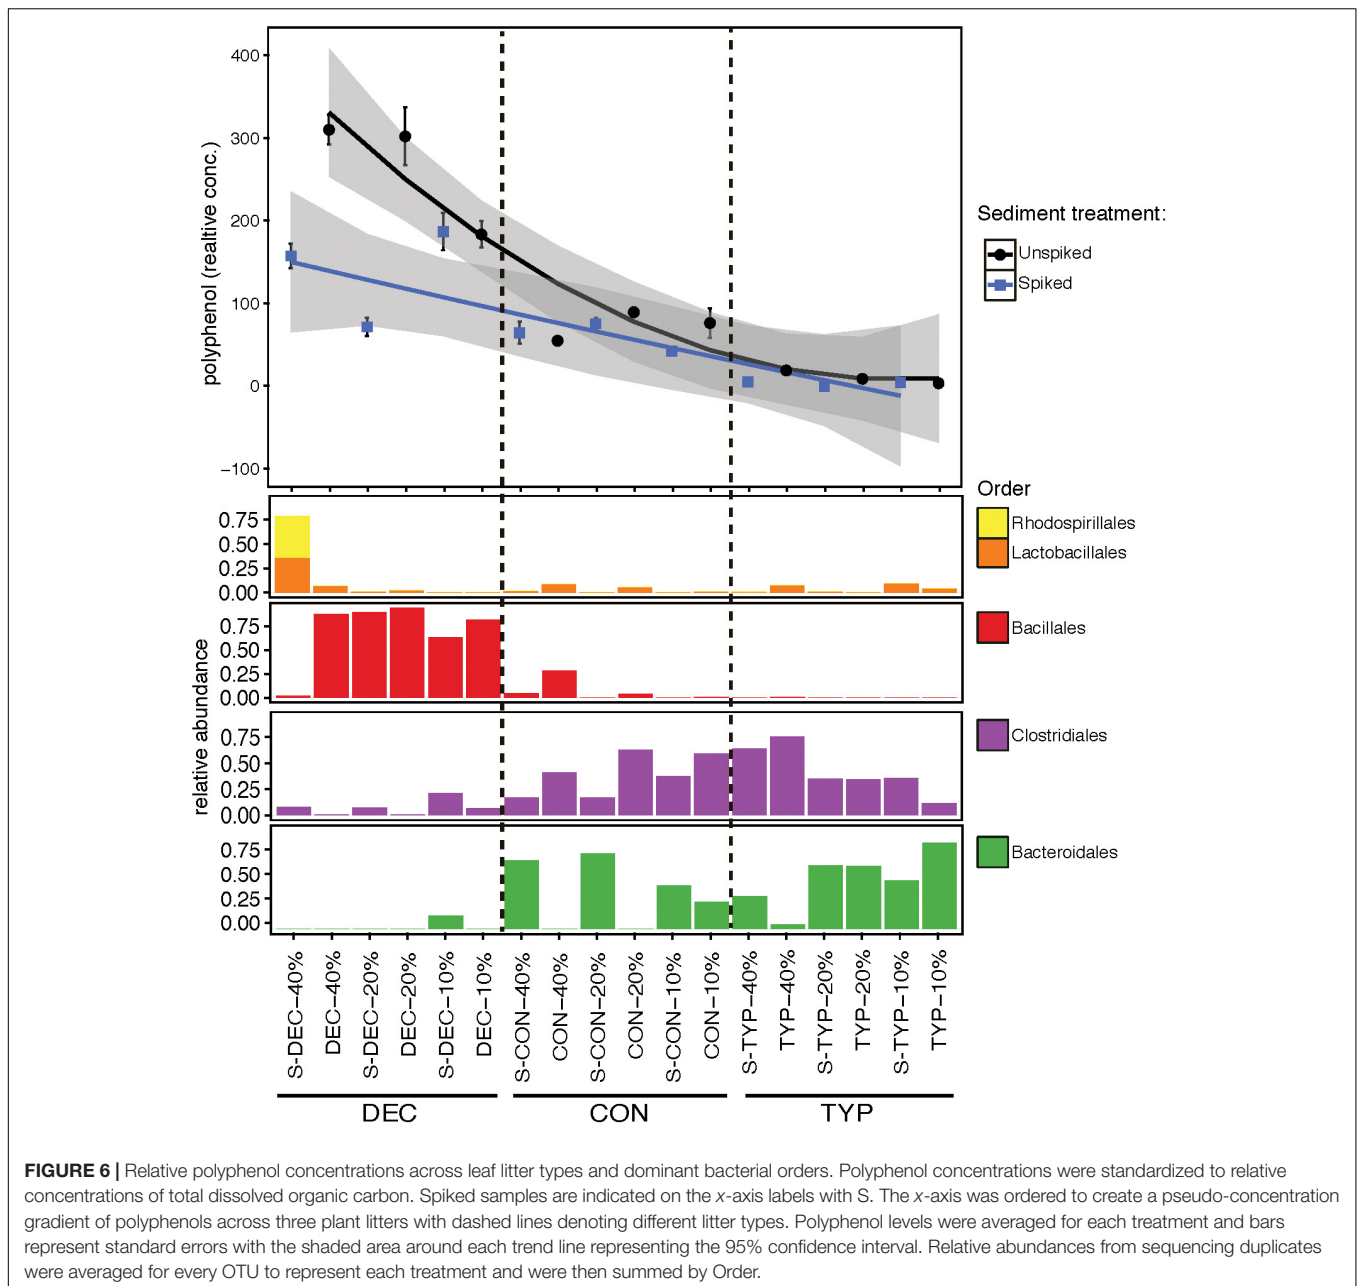 400
300
200
100
0
−100
polyphenol (realtive conc.)
Sediment treatment:
Unspiked
Spiked
Order
Rhodospirillales
Lactobacillales
Bacillales
Clostridiales
Bacteroidales
0.75
0.50
0.25
0.00
0.75
0.50
0.25
0.00
0.75
0.50
0.25
0.00
0.75
0.50
0.25
0.00
relative abundance
S-DEC−40%
DEC−40%
S-DEC−20%
DEC−20%
S-DEC−10%
DEC−10%
S-CON−40%
CON−40%
S-CON−20%
CON−20%
S-CON−10%
CON−10%
S-TYP−40%
TYP−40%
S-TYP−20%
TYP−20%
S-TYP−10%
TYP−10%
DEC
CON
TYP
FIGURE 6 | Relative polyphenol concentrations across leaf litter types and dominant bacterial orders. Polyphenol concentrations were standardized to relative
concentrations of total dissolved organic carbon. Spiked samples are indicated on the x-axis labels with S. The x-axis was ordered to create a pseudo-concentration
gradient of polyphenols across three plant litters with dashed lines denoting different litter types. Polyphenol levels were averaged for each treatment and bars
represent standard errors with the shaded area around each trend line representing the 95% confidence interval. Relative abundances from sequencing duplicates
were averaged for every OTU to represent each treatment and were then summed by Order.